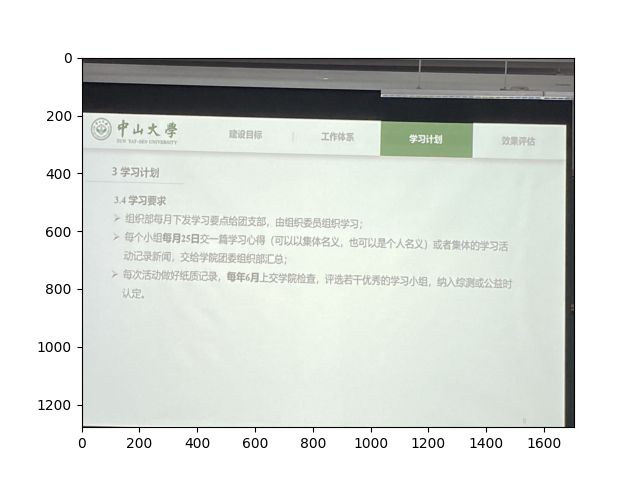 0
200
400
600
800
1000
1200
中山大學
SUN YAT-SEN UNIVERSITY
建设目标
工作体系
学习计划
效果评估
3 学习计划
3.4 学习要求
➢ 组织部每月下发学习要点给团支部，由组织委员组织学习；
➢ 每个小组每月25日交一篇学习心得（可以以集体名义，也可以是个人名义）或者集体的学习活
动记录新闻，交给学院团委组织部汇总；
➢ 每次活动做好纸质记录，每年6月上交学院检查，评选若干优秀的学习小组，纳入综测或公益时
认定。
0 200 400 600 800 1000 1200 1400 1600